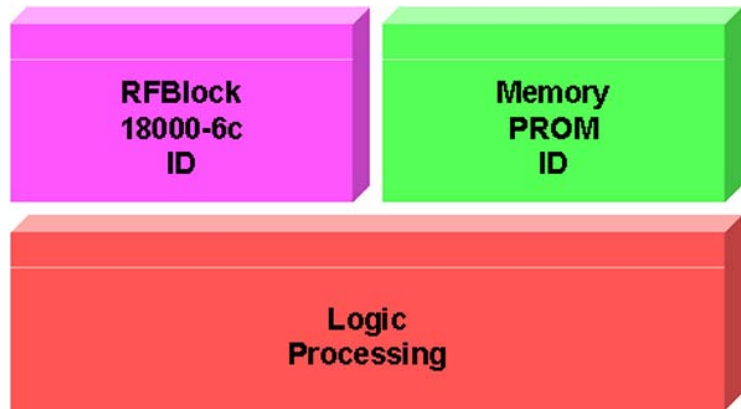 RFBlock
18000-6c
ID
Memory
PROM
ID
Logic
Processing